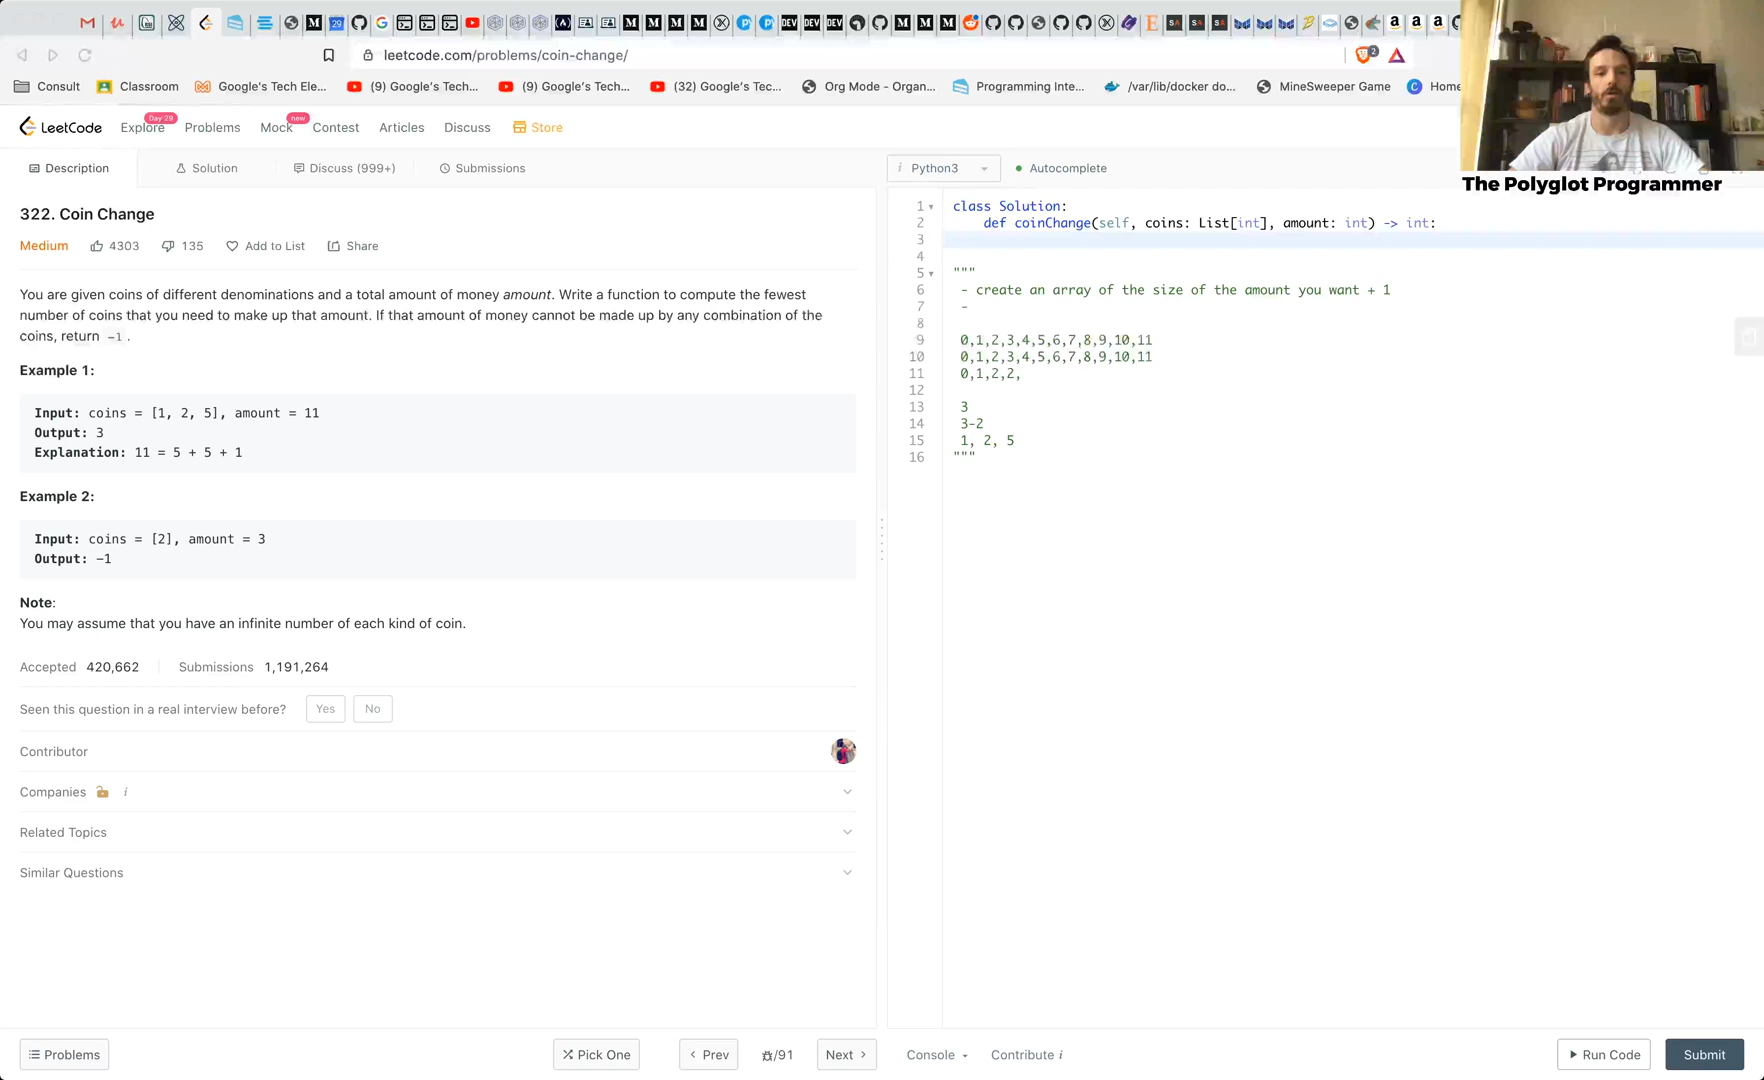 leetcode.com/problems/coin-change/
2
Consult
Classroom
Google's Tech Ele...
(9) Google's Tech...
(9) Google's Tech...
(32) Google's Tec...
Org Mode - Organ...
Programming Inte...
/var/lib/docker do...
MineSweeper Game
Home
LeetCode
Explore
Day 29
Problems
Mock
new
Contest
Articles
Discuss
Store
Description
Solution
Discuss (999+)
Submissions
i Python3
Autocomplete
The Polyglot Programmer
322. Coin Change
Medium 4303 135 Add to List Share
You are given coins of different denominations and a total amount of money amount. Write a function to compute the fewest
number of coins that you need to make up that amount. If that amount of money cannot be made up by any combination of the
coins, return -1 .
Example 1:
Input: coins = [1, 2, 5], amount = 11
Output: 3
Explanation: 11 = 5 + 5 + 1
Example 2:
Input: coins = [2], amount = 3
Output: -1
Note:
You may assume that you have an infinite number of each kind of coin.
Accepted 420,662 Submissions 1,191,264
Seen this question in a real interview before? Yes No
Contributor
Companies i
Related Topics
Similar Questions
1 class Solution:
2 def coinChange(self, coins: List[int], amount: int) -> int:
3
4
5 """
6 - create an array of the size of the amount you want + 1
7 -
8
9 0,1,2,3,4,5,6,7,8,9,10,11
10 0,1,2,3,4,5,6,7,8,9,10,11
11 0,1,2,2,
12
13 3
14 3-2
15 1, 2, 5
16 """
Problems
Pick One
Prev
/91
Next
Console
Contribute i
Run Code
Submit